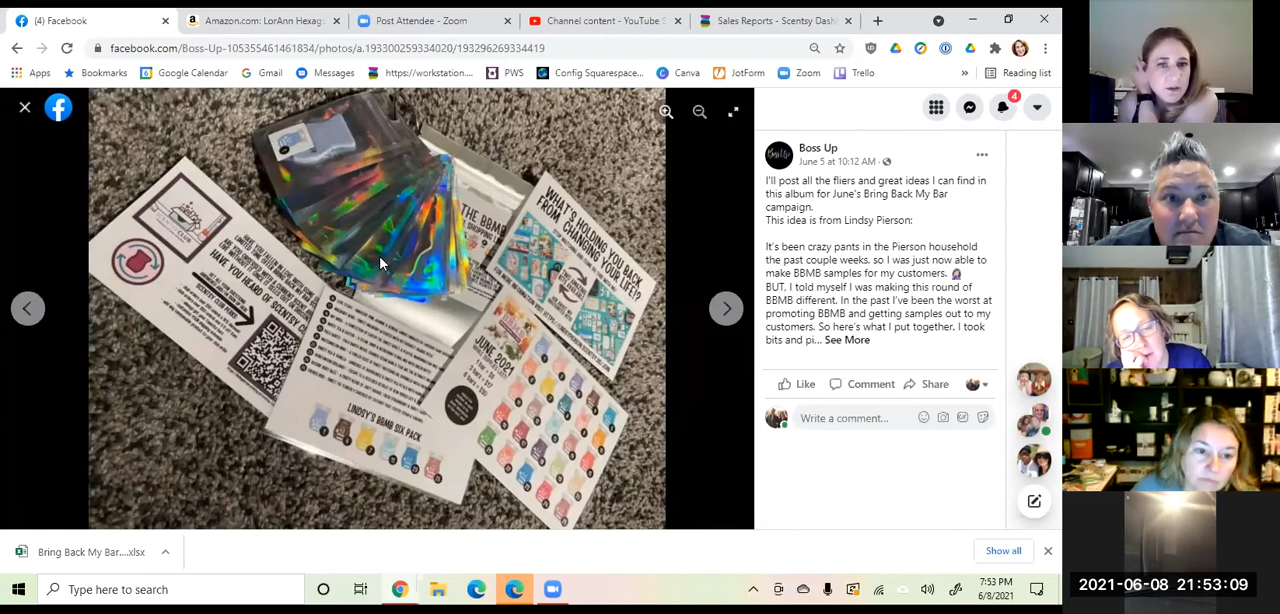 (4) Facebook
Amazon.com: LorAnn Hexag
Post Attendee - Zoom
Channel content - YouTube S
Sales Reports - Scentsy Dash
facebook.com/Boss-Up-105355461461834/photos/a.193300259334020/193296269334419
Apps
Bookmarks
Google Calendar
Gmail
Messages
https://workstation....
PWS
Config Squarespace...
Canva
JotForm
Zoom
Trello
»
Reading list
4
Boss Up
June 5 at 10:12 AM
I'll post all the fliers and great ideas I can find in
this album for June's Bring Back My Bar
campaign.
This idea is from Lindsy Pierson:
It's been crazy pants in the Pierson household
the past couple weeks, so I was just now able to
make BBMB samples for my customers.
BUT, I told myself I was making this round of
BBMB different. In the past I've been the worst at
promoting BBMB and getting samples out to my
customers. So here's what I put together. I took
bits and pi... See More
Like
Comment
Share
Write a comment...
THE BBMB
WHAT'S HOLDING YOU BACK
FROM CHANGING YOUR LIFE!?
CLUB
HAVE YOU HEARD OF SCENTSY CLUB
JUNE 2021
LINDSY'S BBMB SIX PACK
Bring Back My Bar....xlsx
Show all
Type here to search
7:53 PM
6/8/2021
2021-06-08 21:53:09